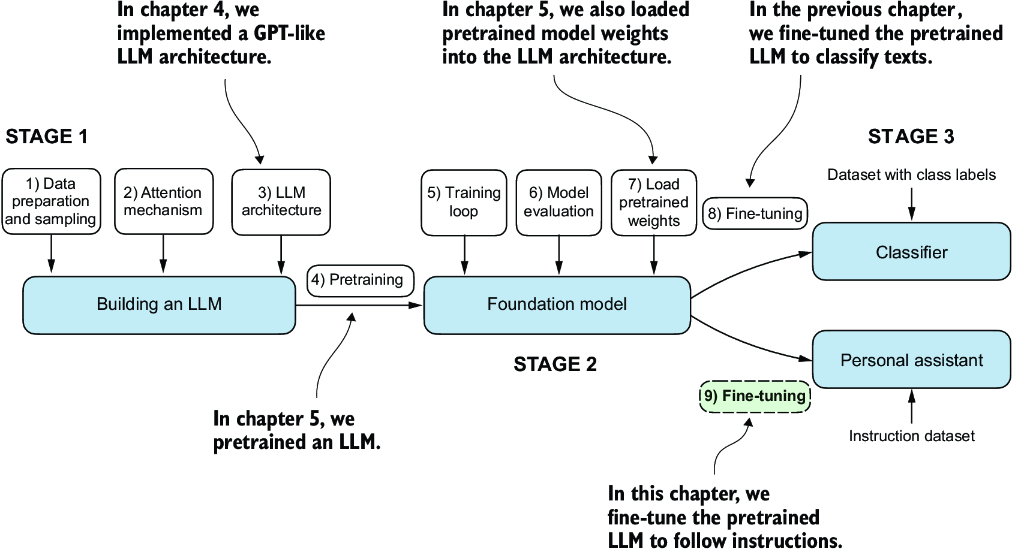 In chapter 4, we
implemented a GPT-like
LLM architecture.
In chapter 5, we also loaded
pretrained model weights
into the LLM architecture.
In the previous chapter,
we fine-tuned the pretrained
LLM to classify texts.
STAGE 1
STAGE 3
1) Data
preparation
and sampling
2) Attention
mechanism
3) LLM
architecture
5) Training
loop
6) Model
evaluation
7) Load
pretrained
weights
8) Fine-tuning
Dataset with class labels
Classifier
4) Pretraining
Building an LLM
Foundation model
STAGE 2
Personal assistant
9) Fine-tuning
Instruction dataset
In chapter 5, we
pretrained an LLM.
In this chapter, we
fine-tune the pretrained
LLM to follow instructions.